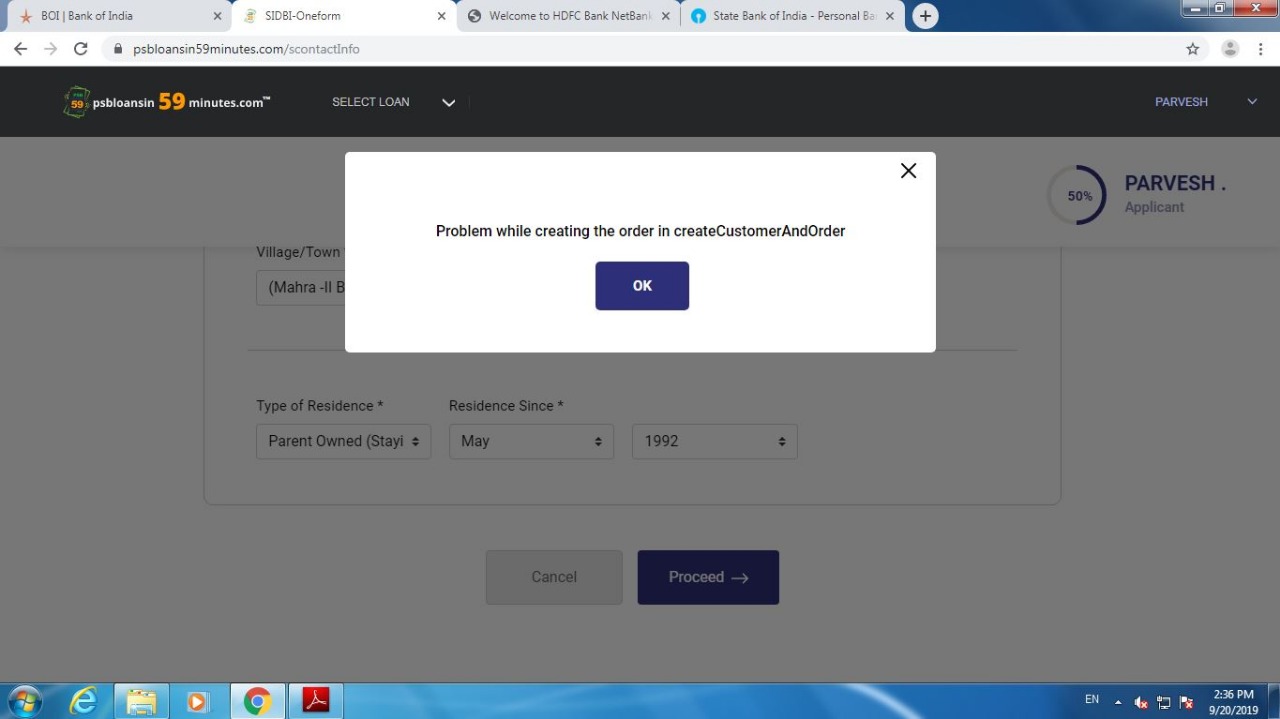 BOI | Bank of India
SIDBI-Oneform
Welcome to HDFC Bank NetBank
State Bank of India - Personal Ba
psbloansin59minutes.com/scontactInfo
PSB 59 psbloansin 59 minutes.com™
SELECT LOAN
PARVESH
50%
PARVESH .
Applicant
Problem while creating the order in createCustomerAndOrder
OK
Village/Town
(Mahra -II B
Type of Residence *
Residence Since *
Parent Owned (Stayi
May
1992
Cancel
Proceed →
EN
2:36 PM
9/20/2019